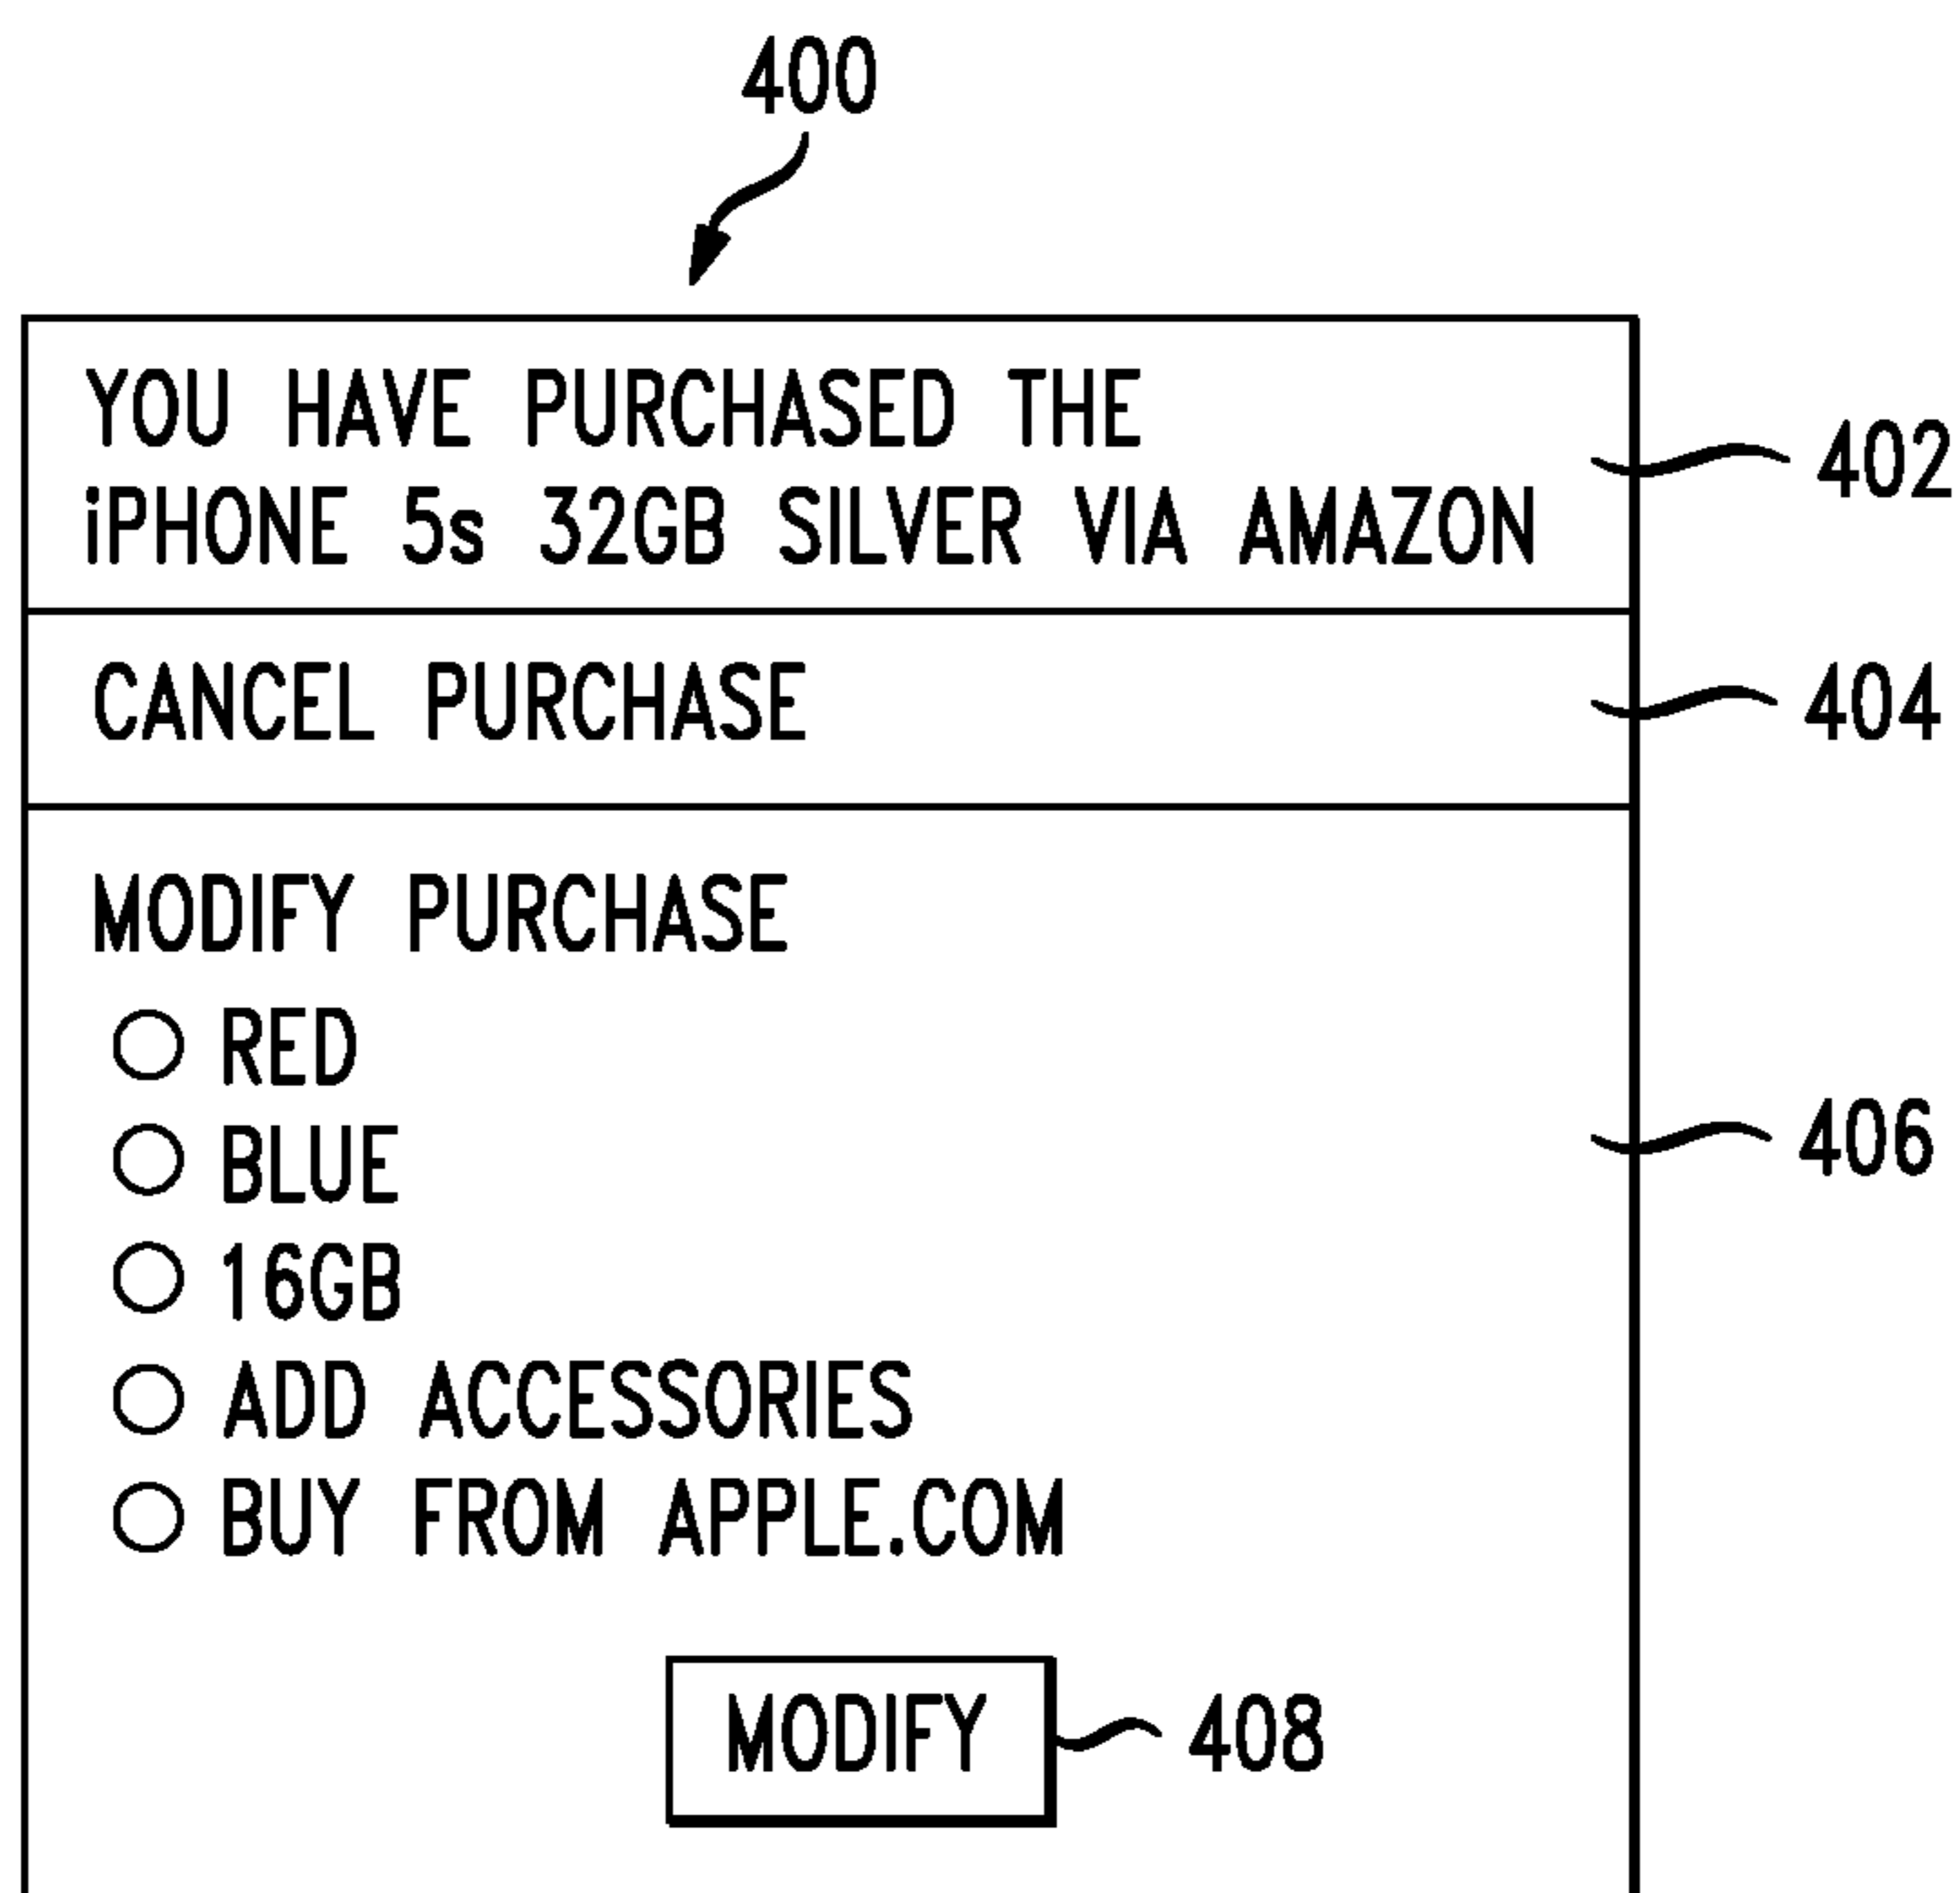 400
YOU HAVE PURCHASED THE
iPHONE 5s 32GB SILVER VIA AMAZON
402
CANCEL PURCHASE
404
MODIFY PURCHASE
RED
BLUE
406
16GB
ADD ACCESSORIES
BUY FROM APPLE.COM
MODIFY
408